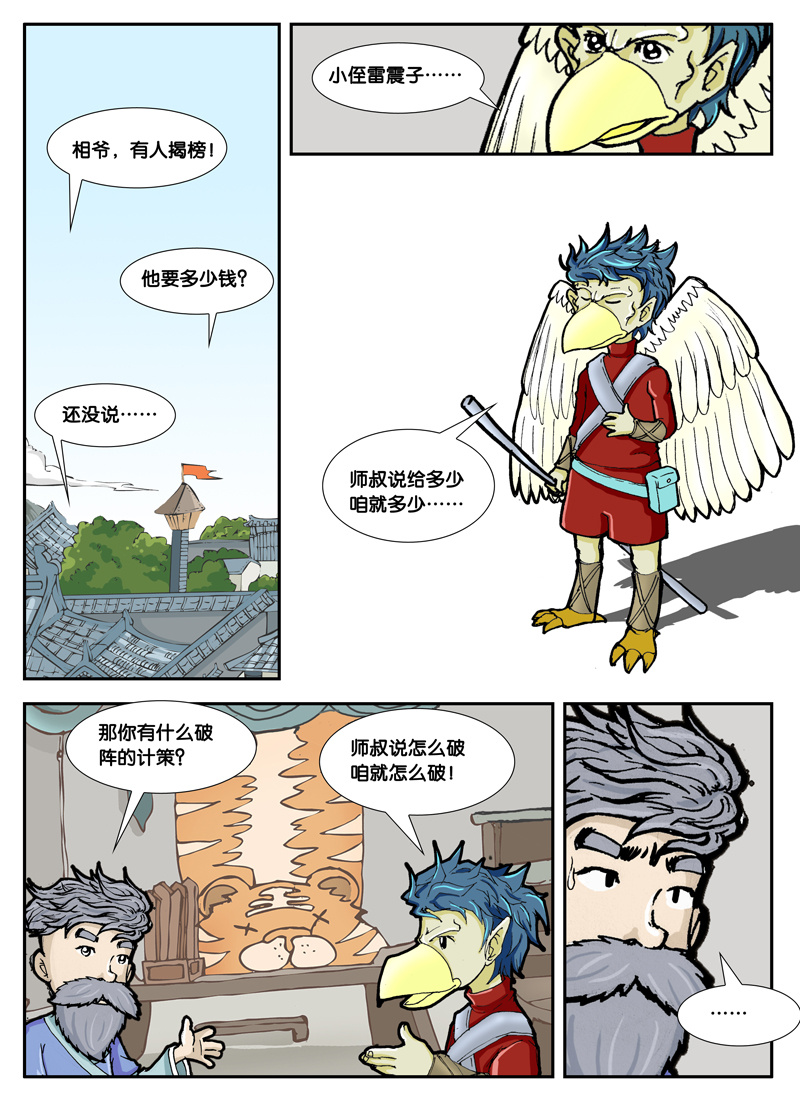 相爷，有人揭榜！
他要多少钱？
还没说……
小侄雷震子……
师叔说给多少
咱就多少……
那你有什么破
阵的计策？
师叔说怎么破
咱就怎么破！
……